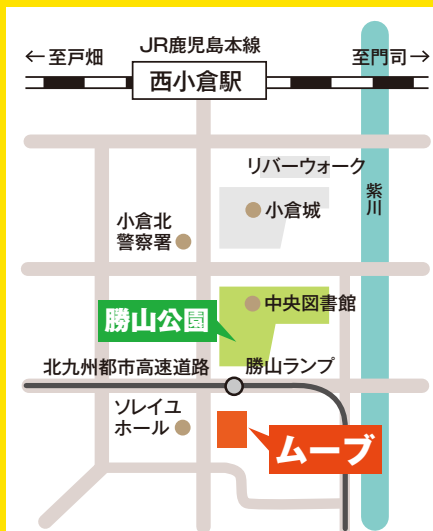 JR鹿児島本線
←至戸畑
至門司→
西小倉駅
リバーウォーク
紫川
小倉城
小倉北
警察署
中央図書館
勝山公園
北九州都市高速道路
勝山ランプ
ソレイユ
ホール
ムーブ